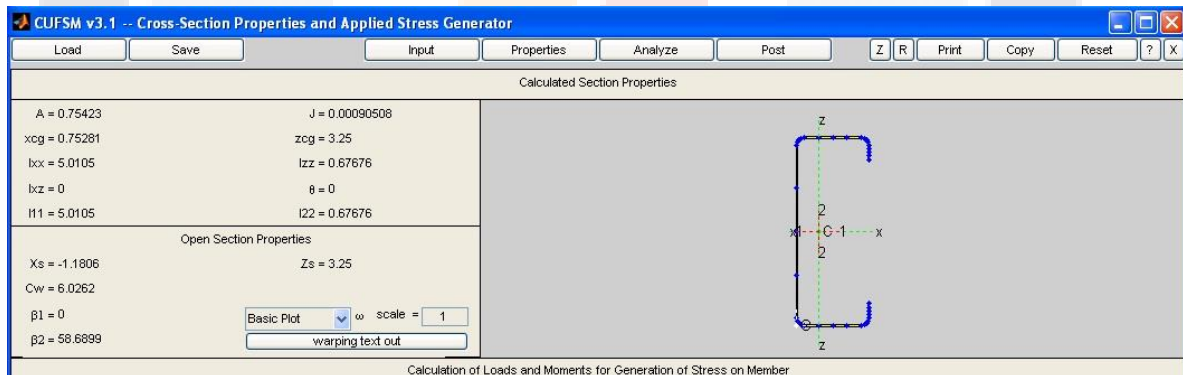 CUFSM v3.1 -- Cross-Section Properties and Applied Stress Generator
Load Save Input Properties Analyze Post Z R Print Copy Reset ? X
Calculated Section Properties
A = 0.75423 J = 0.00090508
xcg = 0.75281 zcg = 3.25
Ixx = 5.0105 Izz = 0.67676
Ixz = 0 θ = 0
I11 = 5.0105 I22 = 0.67676
Open Section Properties
Xs = -1.1806 Zs = 3.25
Cw = 6.0262
β1 = 0 Basic Plot ω scale = 1
β2 = 58.6899 warping text out
z
2
x 1 C 1 x
2
z
Calculation of Loads and Moments for Generation of Stress on Member